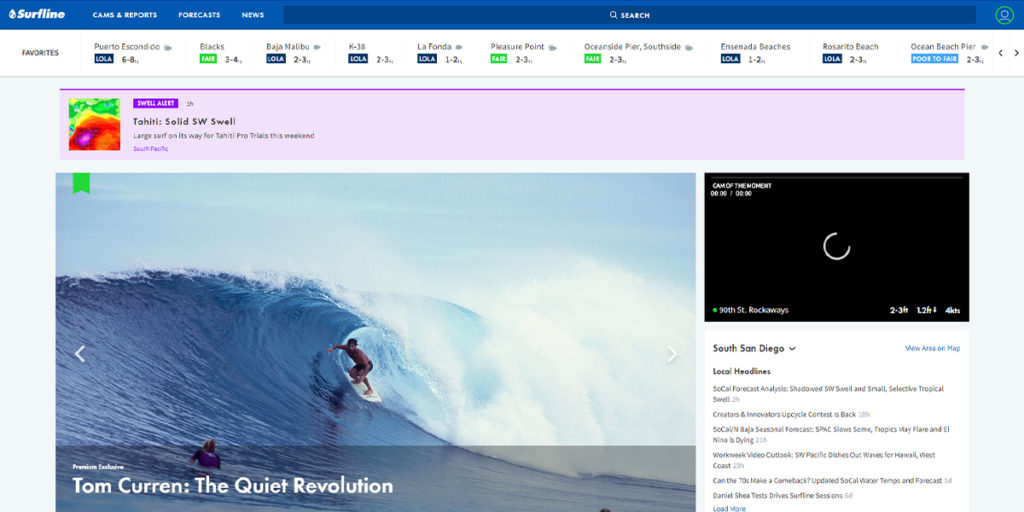 Surfline
CAMS & REPORTS
FORECASTS
NEWS
SEARCH
FAVORITES
Puerto Escondido
LOLA 6-8ft
Blacks
FAIR 3-4ft
Baja Malibu
LOLA 2-3ft
K-38
LOLA 2-3ft
La Fonda
LOLA 1-2ft
Pleasure Point
FAIR 2-3ft
Oceanside Pier, Southside
FAIR 2-3ft
Ensenada Beaches
LOLA 1-2ft
Rosarito Beach
LOLA 2-3ft
Ocean Beach Pier
POOR TO FAIR 2-3ft
SWELL ALERT 2h
Tahiti: Solid SW Swell
Large surf on its way for Tahiti Pro Trials this weekend
South Pacific
Premium Exclusive
Tom Curren: The Quiet Revolution
CAM OF THE MOMENT
00:00 / 00:00
90th St. Rockaways 2-3ft 1.2ft 4kts
South San Diego
View Area on Map
Local Headlines
SoCal Forecast Analysis: Shadowed SW Swell and Small, Selective Tropical
Swell 2h
Creators & Innovators Upcycle Contest Is Back 18h
SoCal/N Baja Seasonal Forecast: SPAC Slows Some, Tropics May Flare and El
Nino is Dying 21h
Workweek Video Outlook: SW Pacific Dishes Out Waves for Hawaii, West
Coast 23h
Can the 70s Make a Comeback? Updated SoCal Water Temps and Forecast 1d
Daniel Shea Tests Drives Surfline Sessions 6d
Load More